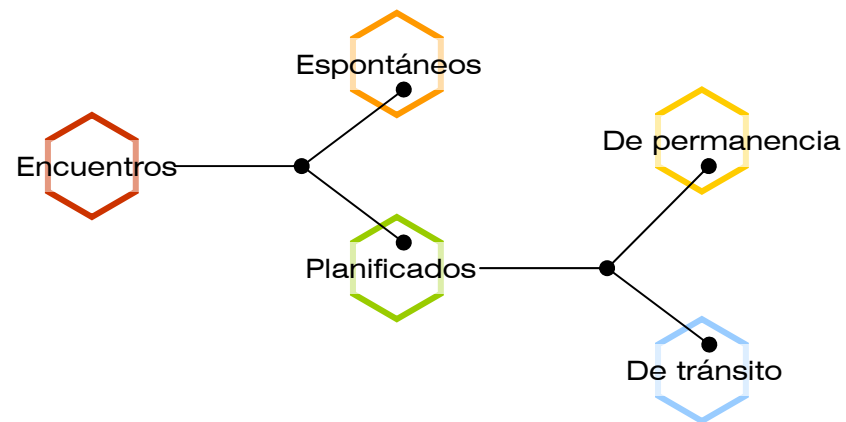 Espontáneos
De permanencia
Encuentros
Planificados
De tránsito